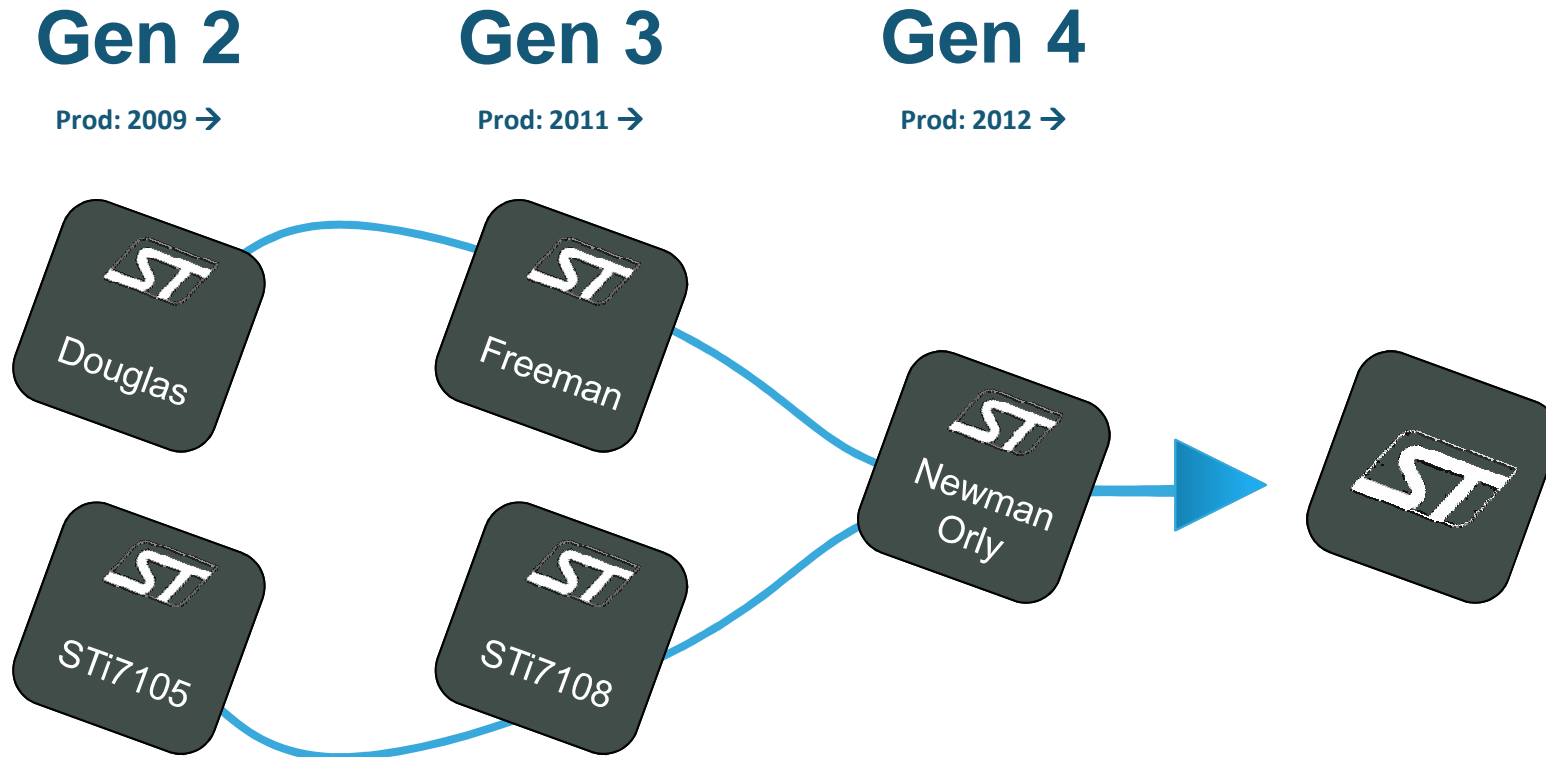 Gen 2
Gen 3
Gen 4
Prod: 2009 →
Prod: 2011 →
Prod: 2012 →
ST
Douglas
ST
Freeman
ST
Newman
Orly
ST
ST
STi7105
ST
STi7108